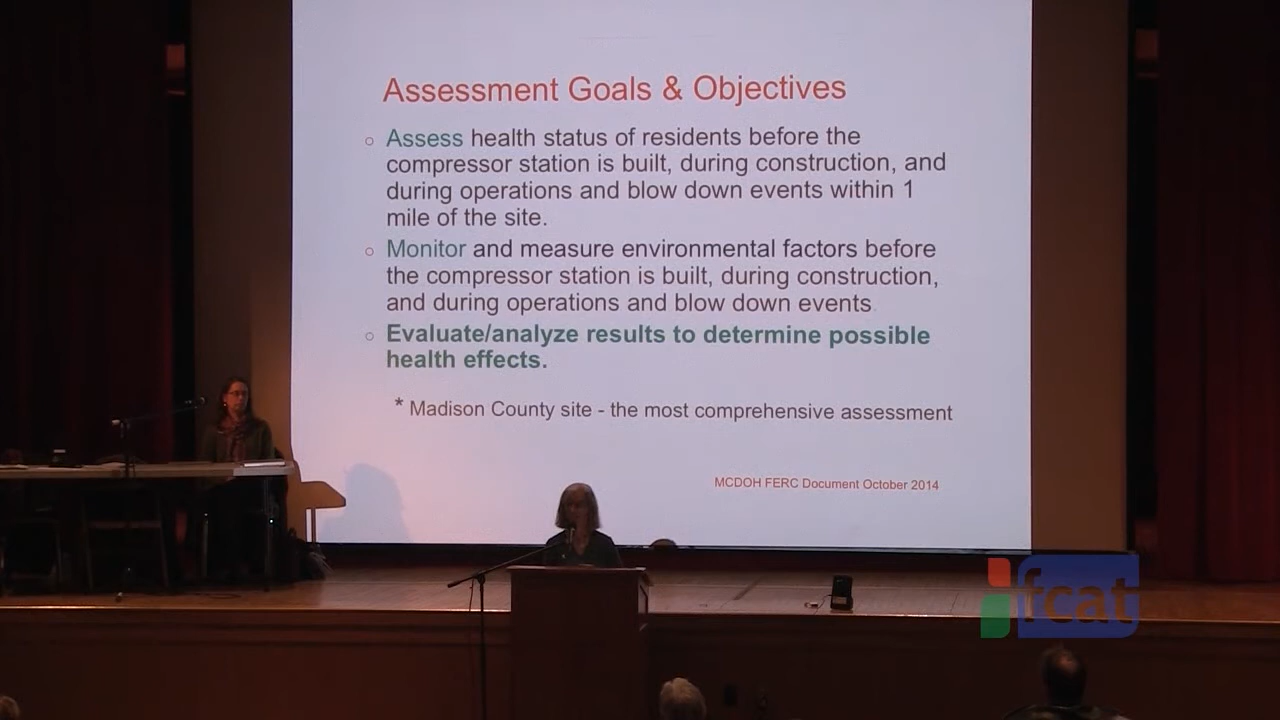 Assessment Goals & Objectives
Assess health status of residents before the
compressor station is built, during construction, and
during operations and blow down events within 1
mile of the site.
Monitor and measure environmental factors before
the compressor station is built, during construction,
and during operations and blow down events
Evaluate/analyze results to determine possible
health effects.
* Madison County site - the most comprehensive assessment
MCDOH FERC Document October 2014
fcat